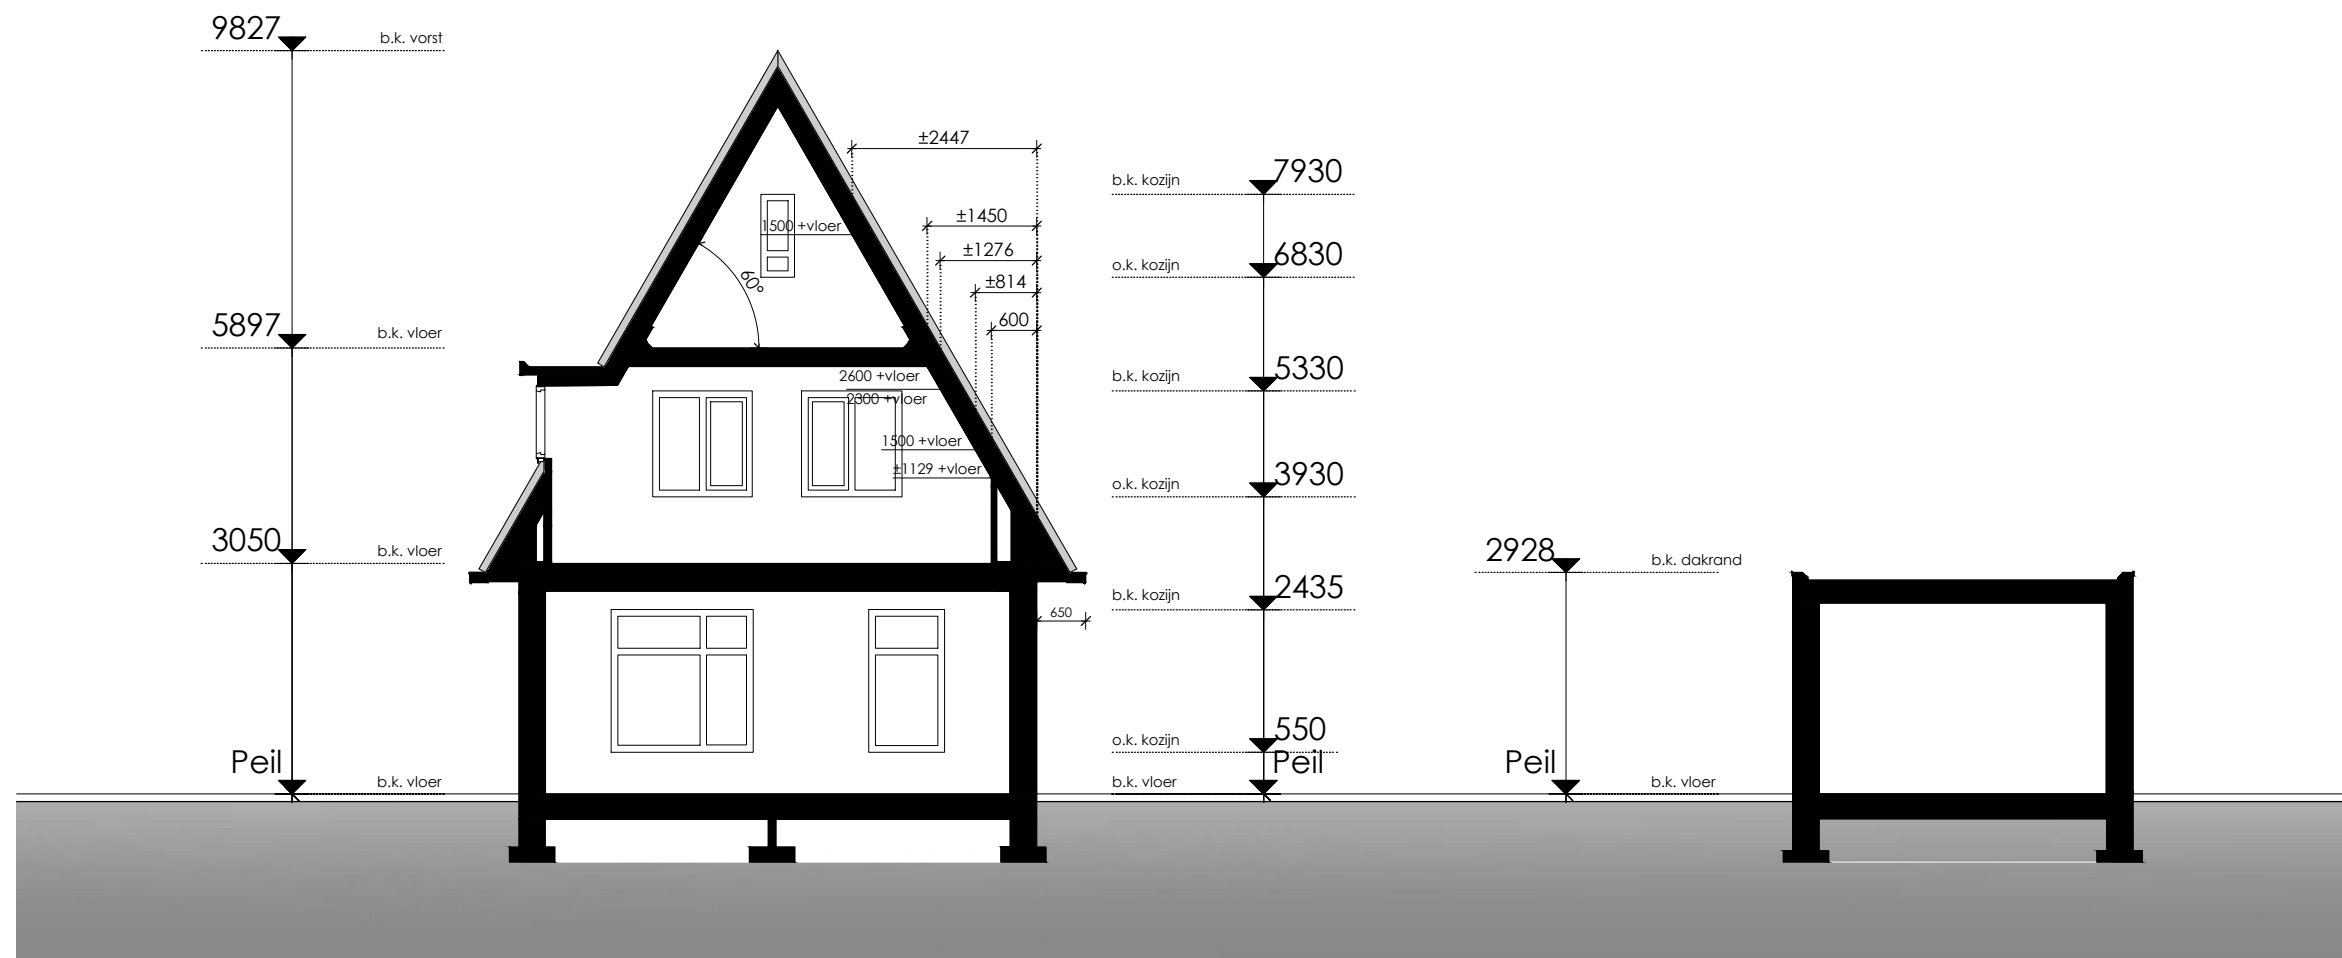 9827
b.k. vorst
±2447
7930
b.k. kozijn
±1450
1500 +vloer
±1276
6830
o.k. kozijn
60°
±814
600
5897
b.k. vloer
5330
b.k. kozijn
2600 +vloer
2300 +vloer
1500 +vloer
±1129 +vloer
3930
o.k. kozijn
3050
b.k. vloer
2928
b.k. dakrand
2435
b.k. kozijn
650
550
o.k. kozijn
Peil
b.k. vloer
Peil
b.k. vloer
Peil
b.k. vloer